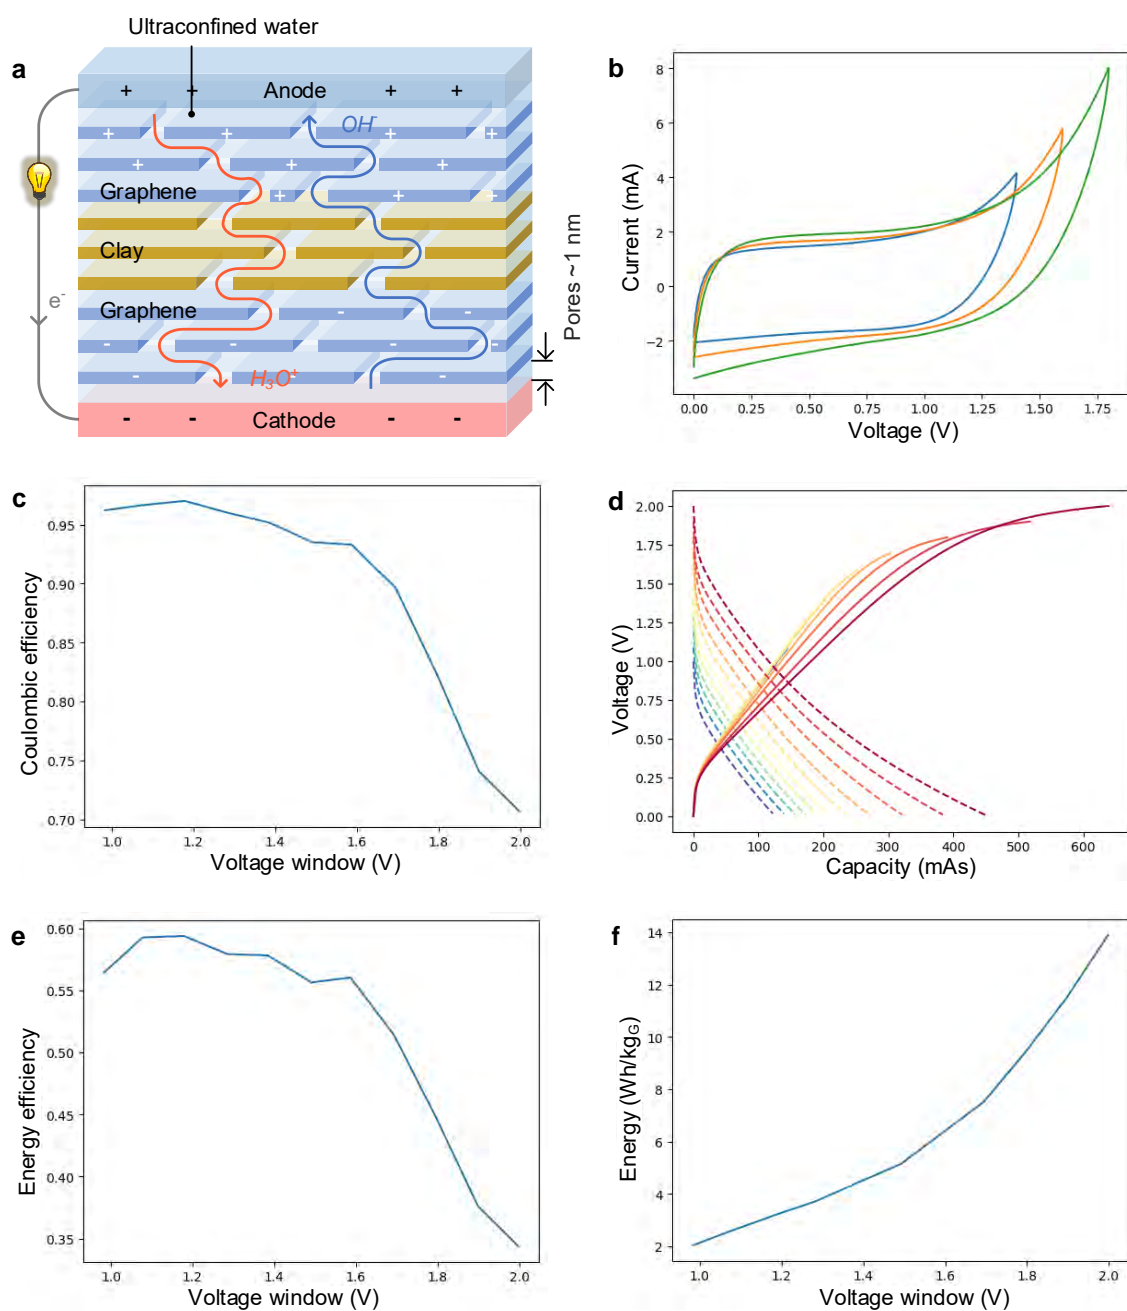 Ultraconfined water
a
+ + Anode + +
OH-
+ + + +
+ + +
Graphene + + +
Clay
e-
Graphene - -
- - - -
- - -
H3O+
Cathode
- - - -
Pores ~1 nm
b
8
6
4
2
0
−2
Current (mA)
0.00 0.25 0.50 0.75 1.00 1.25 1.50 1.75
Voltage (V)
c
0.95
0.90
0.85
0.80
0.75
0.70
Coulombic efficiency
1.0 1.2 1.4 1.6 1.8 2.0
Voltage window (V)
d
2.00
1.75
1.50
1.25
1.00
0.75
0.50
0.25
0.00
Voltage (V)
0 100 200 300 400 500 600
Capacity (mAs)
e
0.60
0.55
0.50
0.45
0.40
0.35
Energy efficiency
1.0 1.2 1.4 1.6 1.8 2.0
Voltage window (V)
f
14
12
10
8
6
4
2
Energy (Wh/kgG)
1.0 1.2 1.4 1.6 1.8 2.0
Voltage window (V)